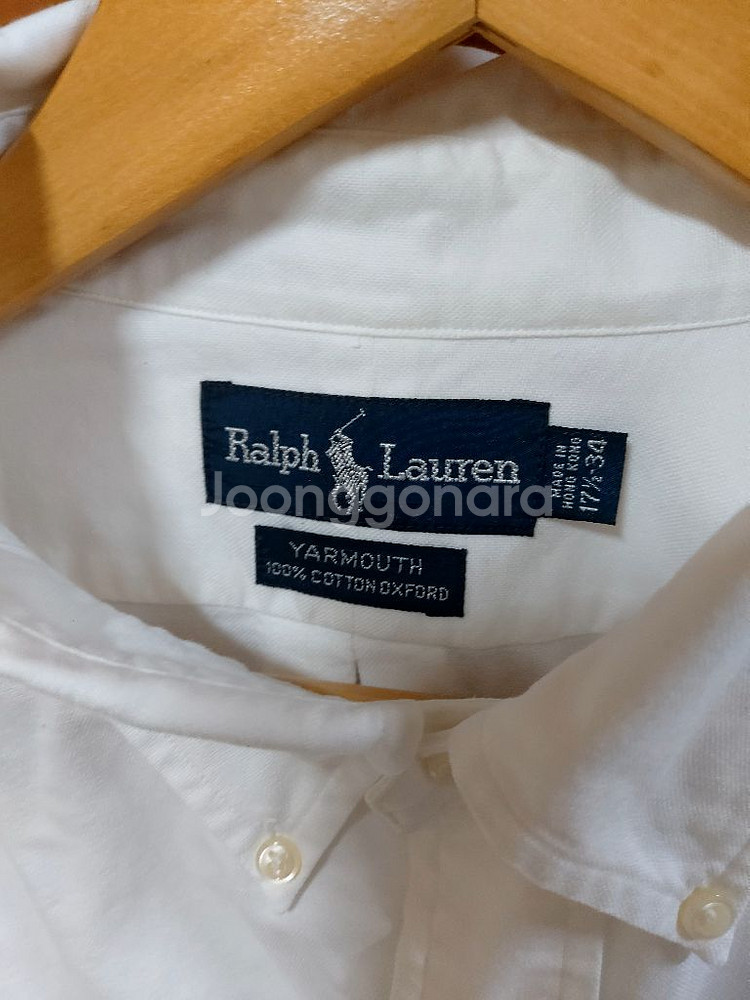 Ralph Lauren
MADE IN
HONG KONG
17½-34
Joonggonara
YARMOUTH
100% COTTON OXFORD